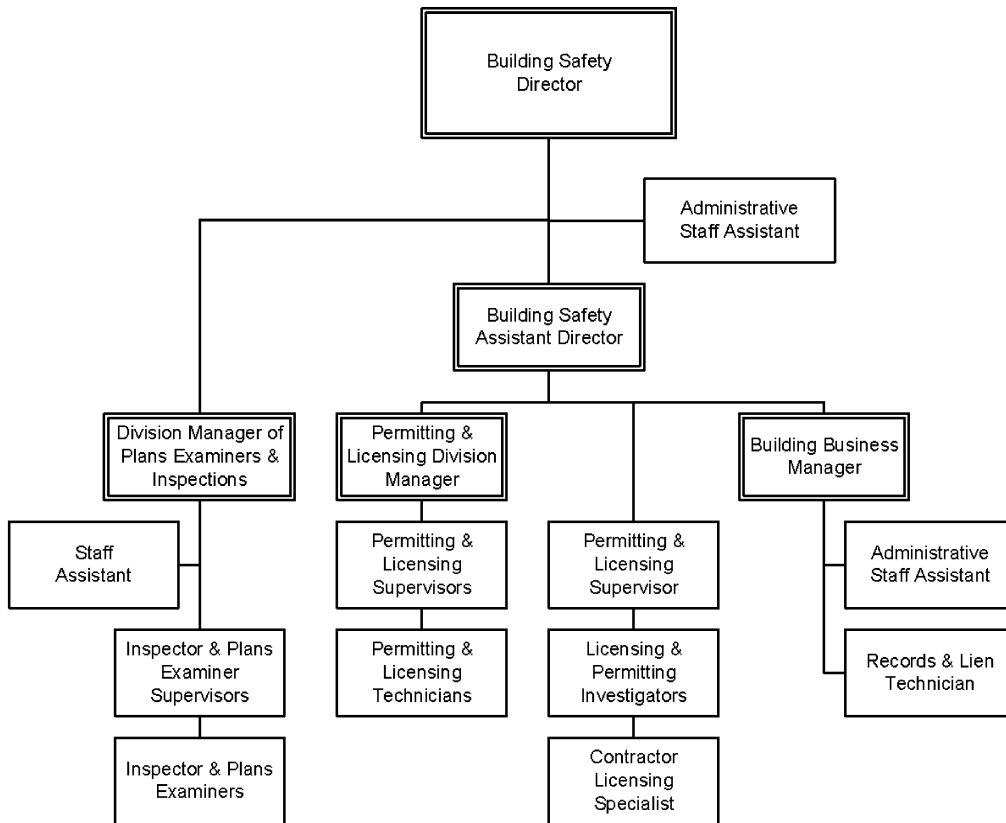 Building Safety
Director
Administrative
Staff Assistant
Building Safety
Assistant Director
Division Manager of
Plans Examiners &
Inspections
Permitting &
Licensing Division
Manager
Building Business
Manager
Staff
Assistant
Permitting &
Licensing
Supervisors
Permitting &
Licensing
Supervisor
Administrative
Staff Assistant
Inspector & Plans
Examiner
Supervisors
Permitting &
Licensing
Technicians
Licensing &
Permitting
Investigators
Records & Lien
Technician
Inspector & Plans
Examiners
Contractor
Licensing
Specialist